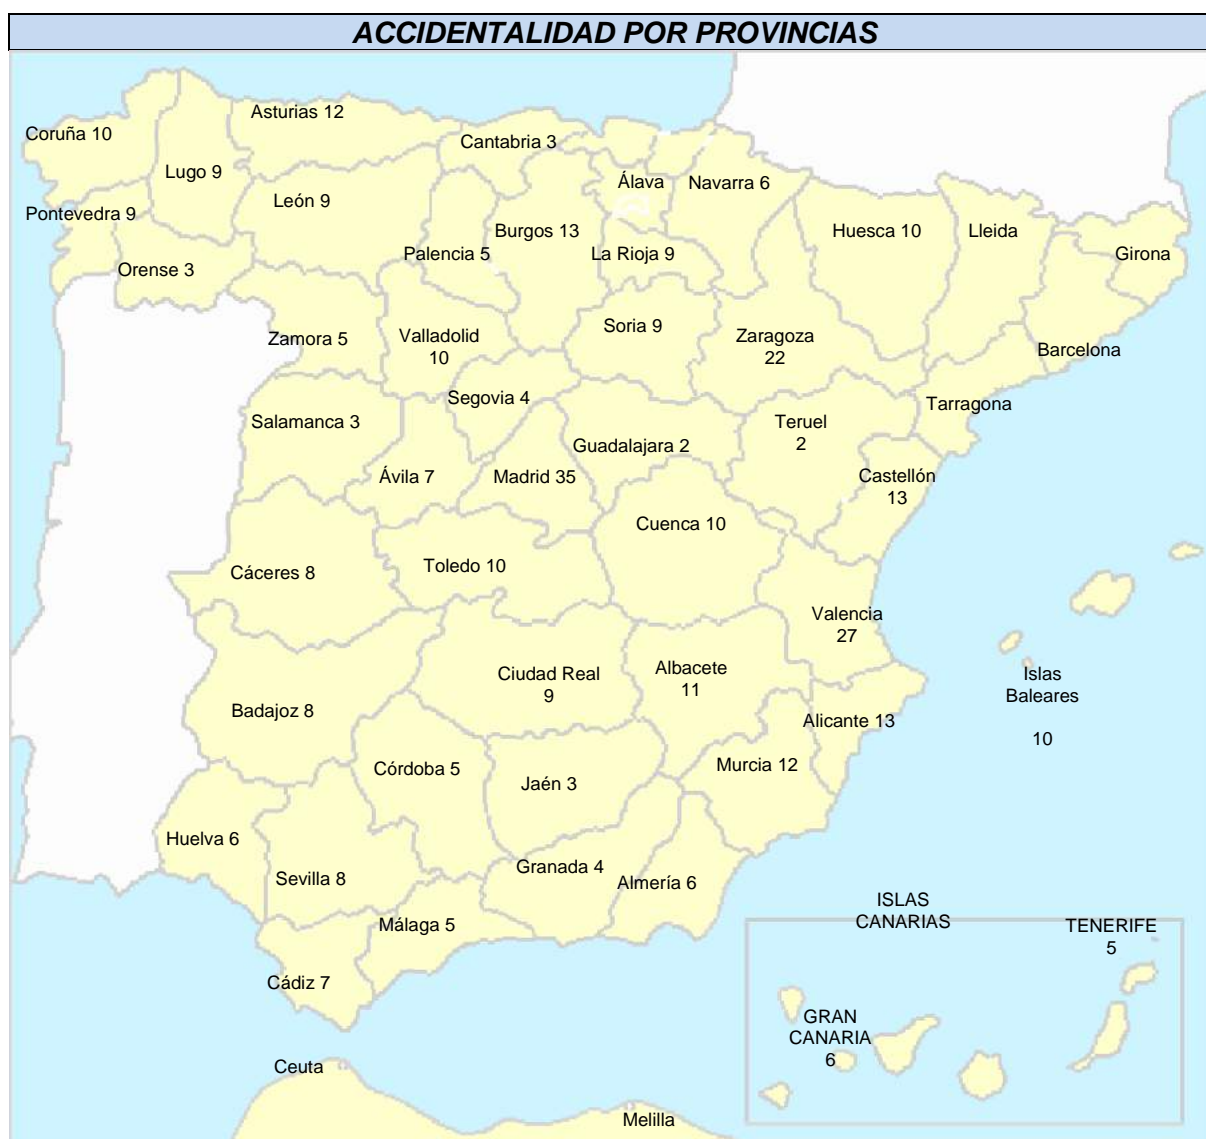 ACCIDENTALIDAD POR PROVINCIAS
Asturias 12
Coruña 10
Cantabria 3
Lugo 9
Álava
Navarra 6
León 9
Pontevedra 9
Burgos 13
Huesca 10
Lleida
Palencia 5
La Rioja 9
Girona
Orense 3
Zamora 5
Valladolid
10
Soria 9
Zaragoza
22
Barcelona
Segovia 4
Tarragona
Salamanca 3
Teruel
2
Guadalajara 2
Ávila 7
Madrid 35
Castellón
13
Cuenca 10
Toledo 10
Cáceres 8
Valencia
27
Ciudad Real
9
Albacete
11
Islas
Baleares
10
Badajoz 8
Alicante 13
Córdoba 5
Murcia 12
Jaén 3
Huelva 6
Granada 4
Sevilla 8
Almería 6
Málaga 5
ISLAS
CANARIAS
TENERIFE
5
Cádiz 7
GRAN
CANARIA
6
Ceuta
Melilla